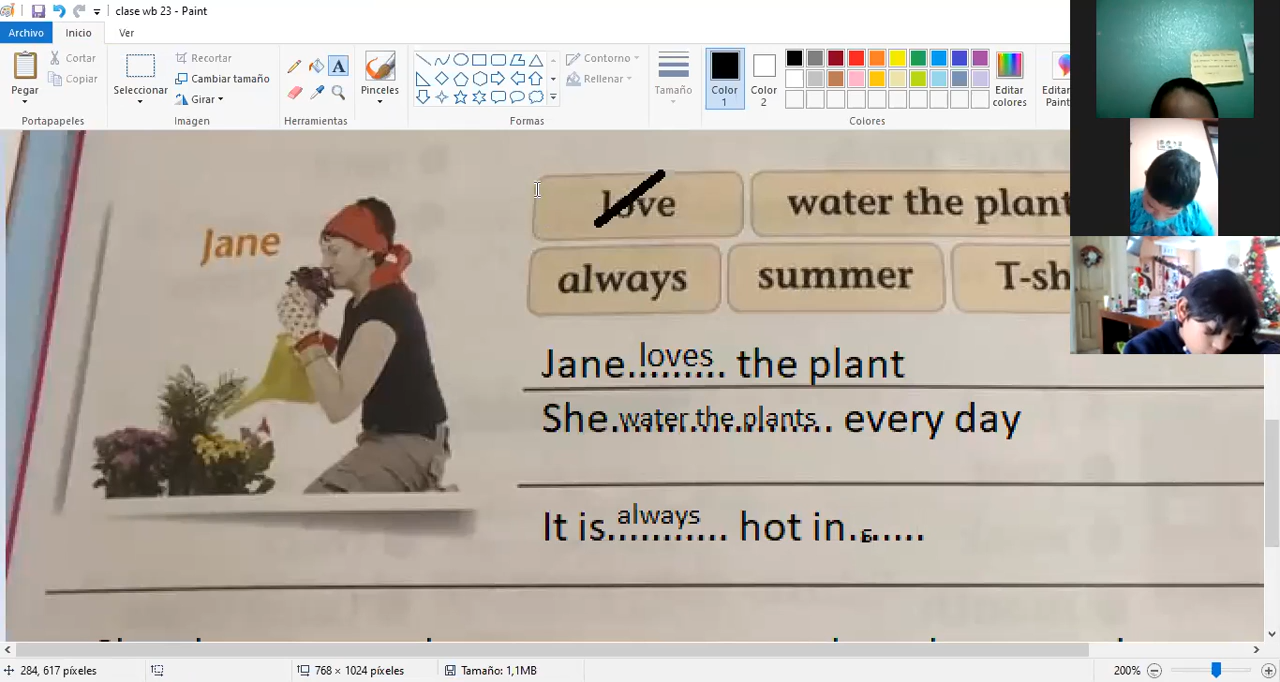 clase wb 23 - Paint
Archivo Inicio Ver
Pegar
Cortar
Copiar
Portapapeles
Seleccionar
Recortar
Cambiar tamaño
Girar
Imagen
A
Herramientas
Pinceles
Formas
Contorno
Rellenar
Tamaño
Color 1
Color 2
Colores
Editar colores
Editar
Paint
Jane
love water the plant
always summer T-sh
Jane.loves.. the plant
She.water the plants.. every day
It is always hot in......
284, 617 píxeles 768 × 1024 píxeles Tamaño: 1,1MB 200%